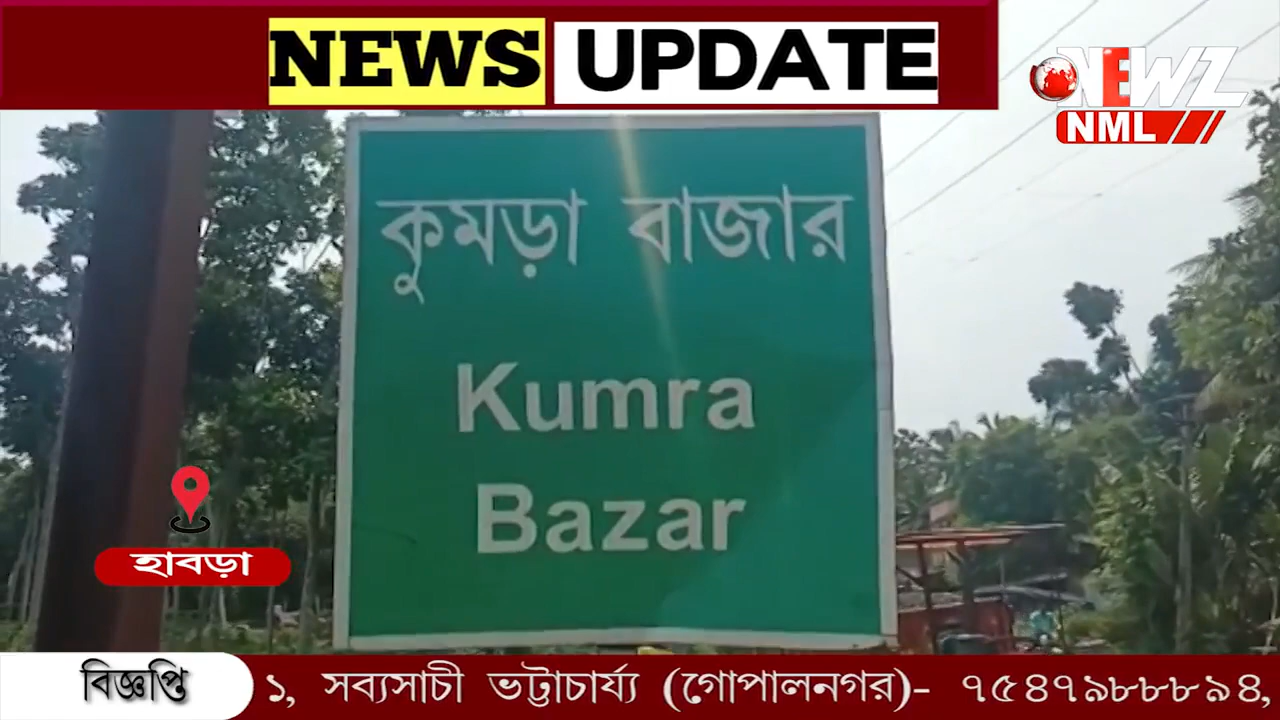 NEWS UPDATE
NEWZ
NML
কুমড়া বাজার
Kumra
Bazar
হাবড়া
বিজ্ঞপ্তি
১, সব্যসাচী ভট্টাচার্য্য (গোপালনগর)- ৭৫৪৭৯৮৮৮৯৪,